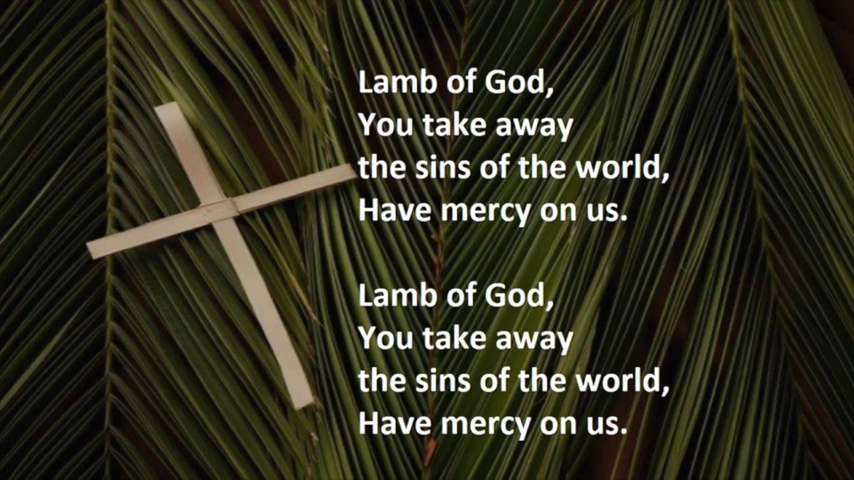 Lamb of God,
You take away
the sins of the world,
Have mercy on us.
Lamb of God,
You take away
the sins of the world,
Have mercy on us.